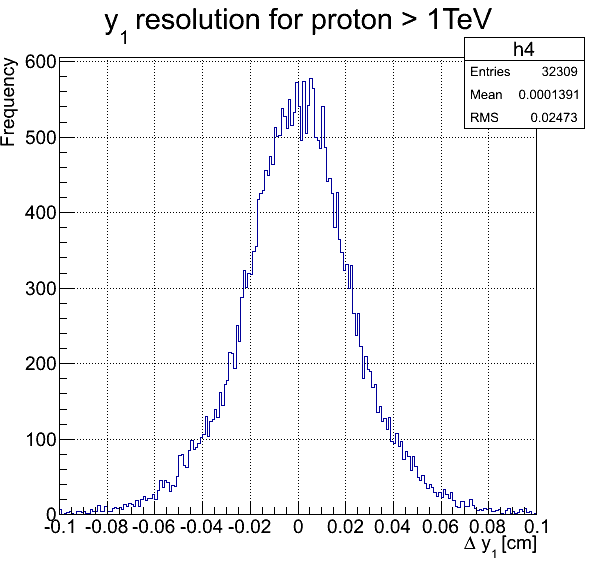 y1 resolution for proton > 1TeV
h4
Entries 32309
Mean 0.0001391
RMS 0.02473
Frequency
600
500
400
300
200
100
0
-0.1 -0.08 -0.06 -0.04 -0.02 0 0.02 0.04 0.06 0.08 0.1
Δ y1 [cm]